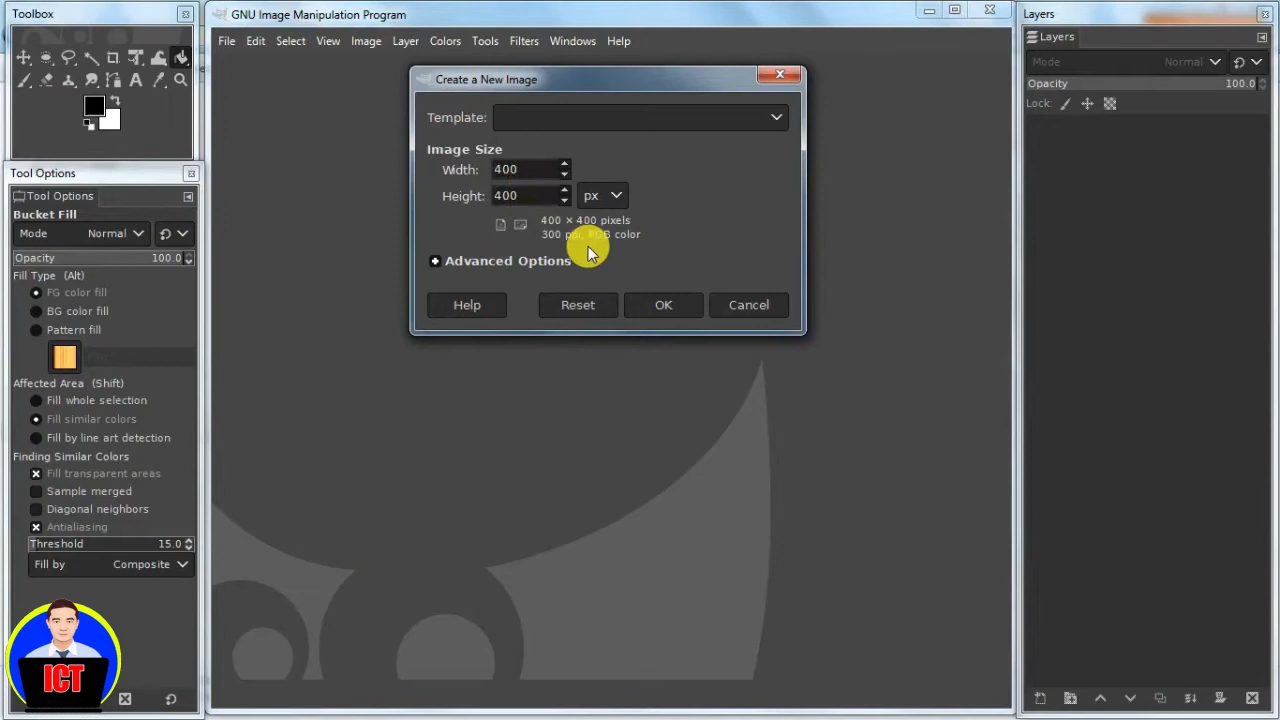 Toolbox
GNU Image Manipulation Program
Layers
File Edit Select View Image Layer Colors Tools Filters Windows Help
Layers
Mode Normal
Opacity 100.0
Lock:
Create a New Image
Template:
Image Size
Width: 400
Height: 400 px
400 × 400 pixels
300 ppi, RGB color
Advanced Options
Help Reset OK Cancel
Tool Options
Tool Options
Bucket Fill
Mode Normal
Opacity 100.0
Fill Type (Alt)
FG color fill
BG color fill
Pattern fill
Affected Area (Shift)
Fill whole selection
Fill similar colors
Fill by line art detection
Finding Similar Colors
Fill transparent areas
Sample merged
Diagonal neighbors
Antialiasing
Threshold 15.0
Fill by Composite
ICT